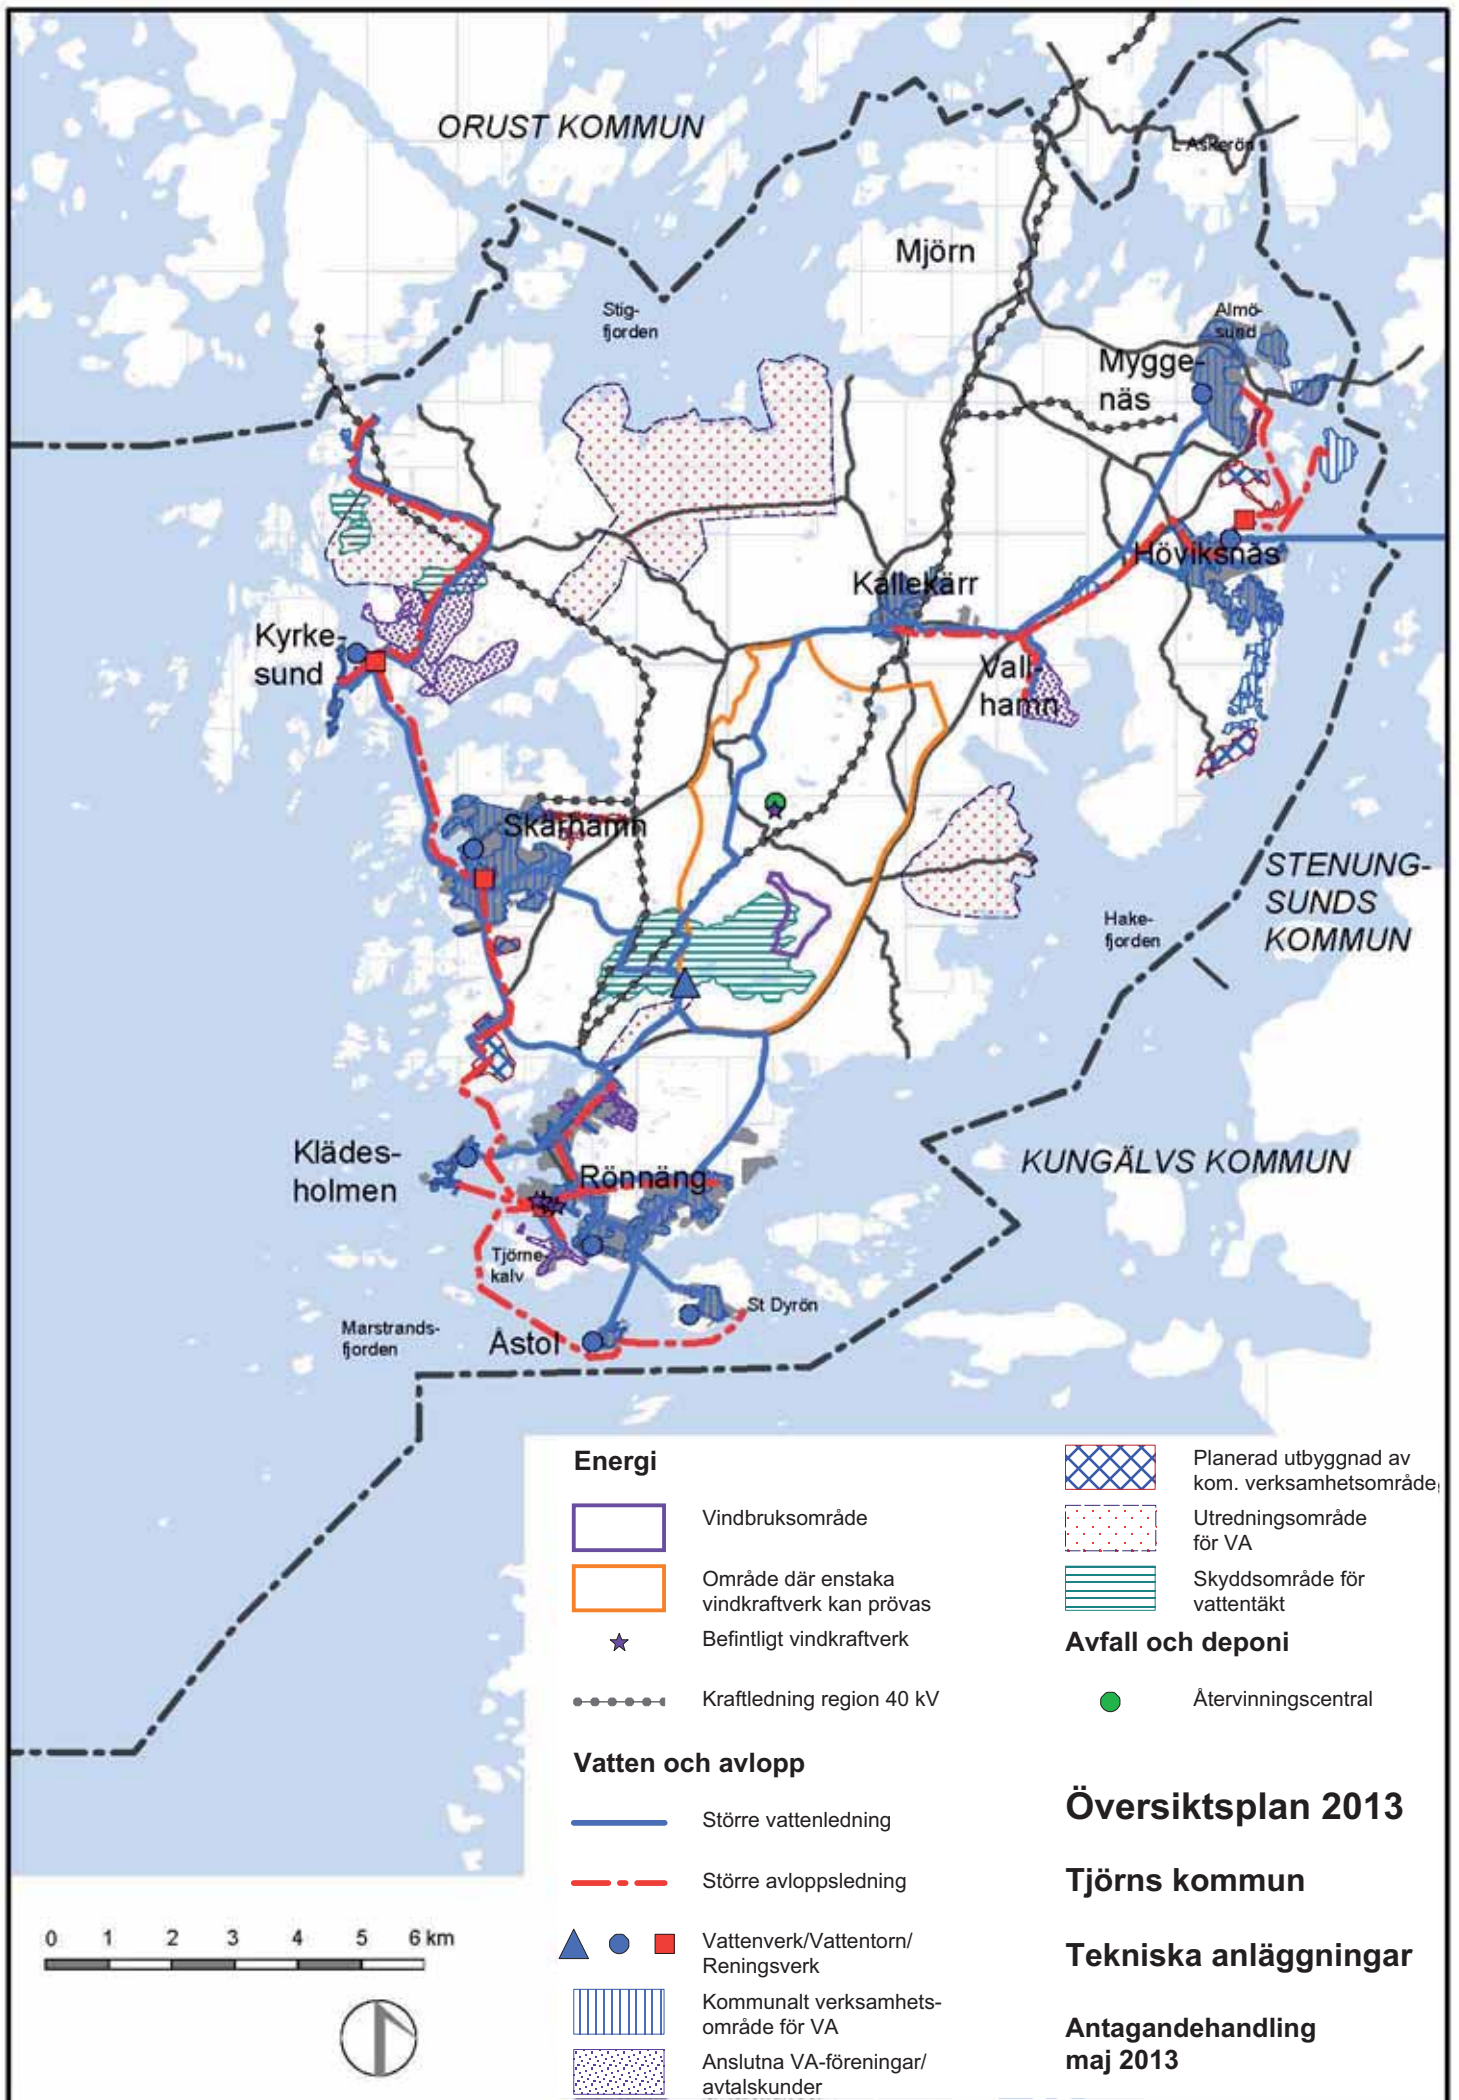 ORUST KOMMUN
L Askerön
Mjörn
Stig-
fjorden
Almö-
sund
Mygge-
näs
Höviksnäs
Kållekärr
Kyrke-
sund
Vall-
hamn
Skärhamn
STENUNG-
SUNDS
KOMMUN
Hake-
fjorden
Klädes-
holmen
KUNGÄLVS KOMMUN
Rönnäng
Tjörne-
kalv
St Dyrön
Marstrands-
fjorden
Åstol
Energi
Vindbruksområde
Område där enstaka
vindkraftverk kan prövas
Befintligt vindkraftverk
Kraftledning region 40 kV
Vatten och avlopp
Större vattenledning
Större avloppsledning
Vattenverk/Vattentorn/
Reningsverk
Kommunalt verksamhets-
område för VA
Anslutna VA-föreningar/
avtalskunder
Planerad utbyggnad av
kom. verksamhetsområde
Utredningsområde
för VA
Skyddsområde för
vattentäkt
Avfall och deponi
Återvinningscentral
Översiktsplan 2013
Tjörns kommun
Tekniska anläggningar
Antagandehandling
maj 2013
0 1 2 3 4 5 6 km